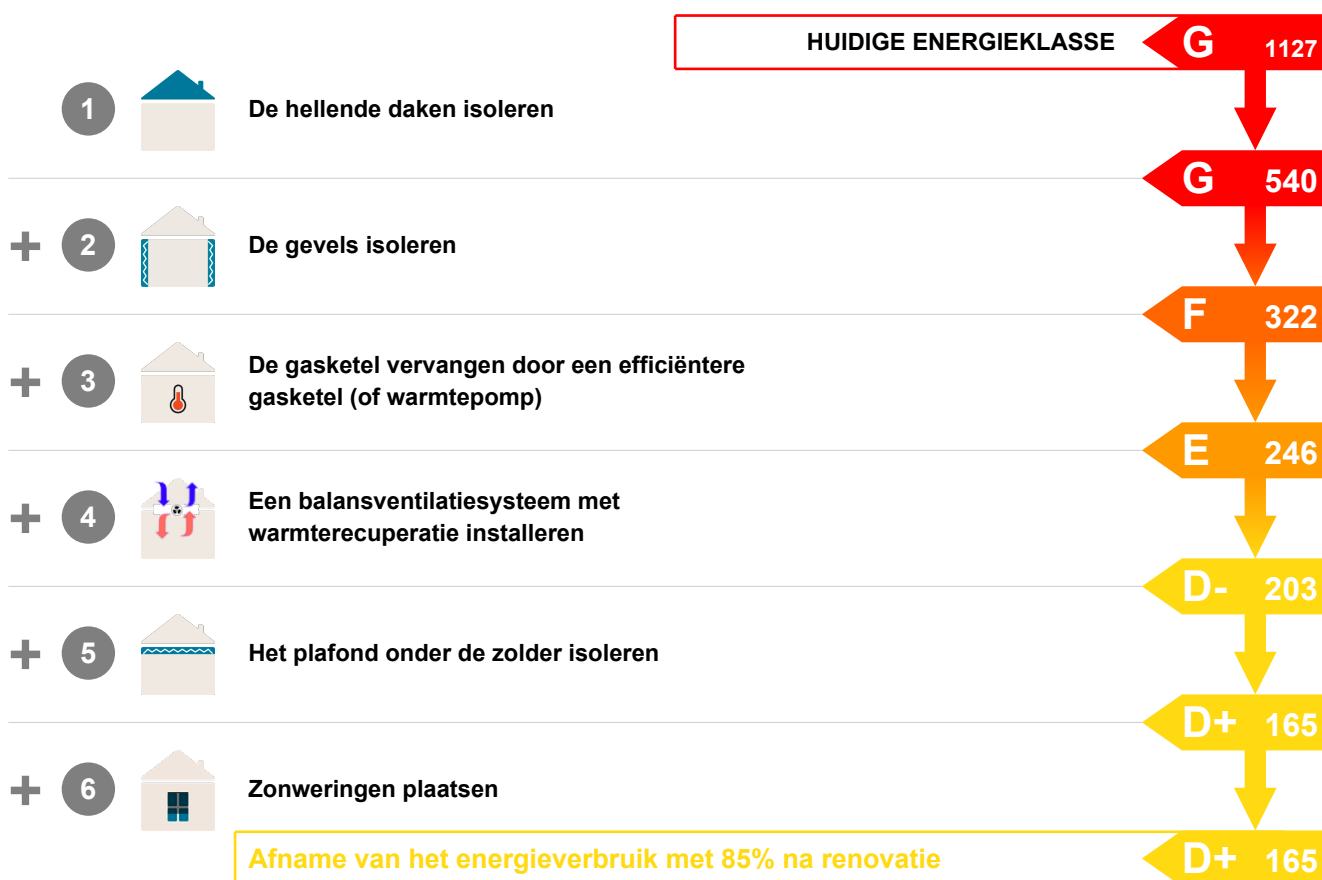 HUIDIGE ENERGIEKLASSE G 1127
1 De hellende daken isoleren
G 540
+ 2 De gevels isoleren
F 322
+ 3 De gasketel vervangen door een efficiëntere
gasketel (of warmtepomp)
E 246
+ 4 Een balansventilatiesysteem met
warmterecuperatie installeren
D- 203
+ 5 Het plafond onder de zolder isoleren
D+ 165
+ 6 Zonweringen plaatsen
Afname van het energieverbruik met 85% na renovatie D+ 165